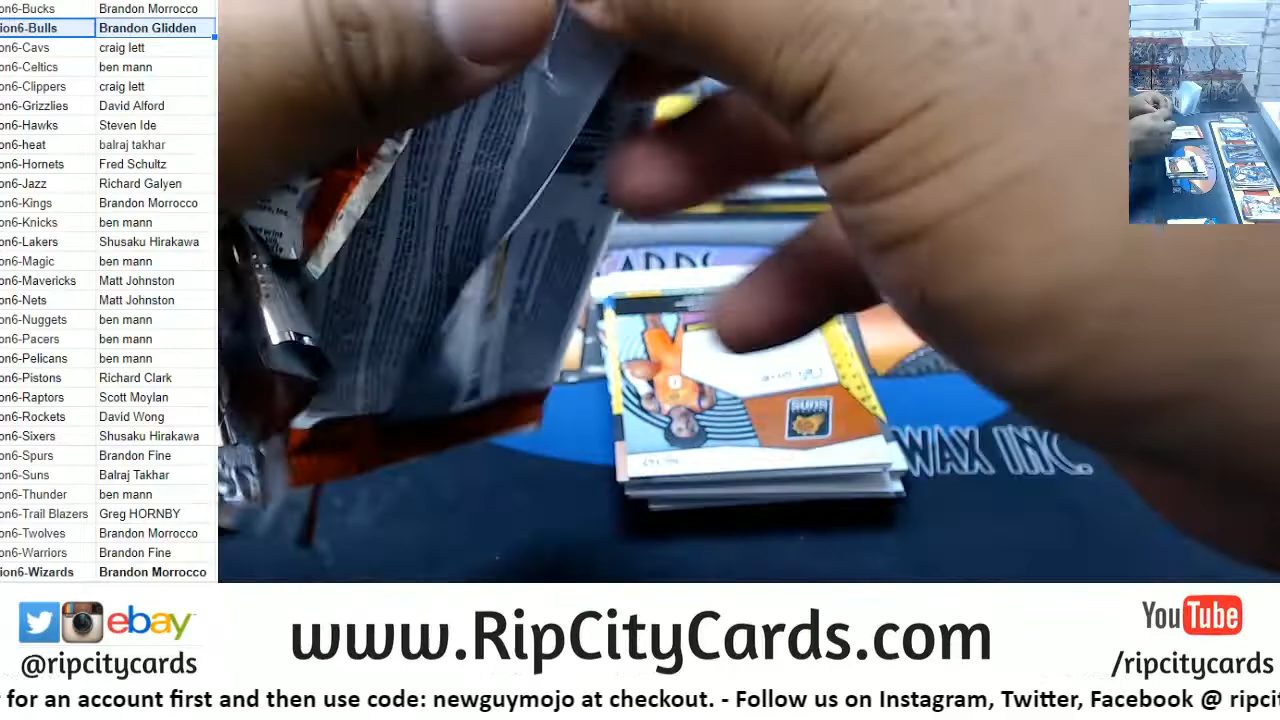 ion6-Bucks Brandon Morrocco
ion6-Bulls Brandon Glidden
on6-Cavs craig lett
on6-Celtics ben mann
on6-Clippers craig lett
on6-Grizzlies David Alford
on6-Hawks Steven Ide
on6-heat balraj takhar
on6-Hornets Fred Schultz
on6-Jazz Richard Galyen
on6-Kings Brandon Morrocco
on6-Knicks ben mann
on6-Lakers Shusaku Hirakawa
on6-Magic ben mann
on6-Mavericks Matt Johnston
on6-Nets Matt Johnston
on6-Nuggets ben mann
on6-Pacers ben mann
on6-Pelicans ben mann
on6-Pistons Richard Clark
on6-Raptors Scott Moylan
on6-Rockets David Wong
on6-Sixers Shusaku Hirakawa
on6-Spurs Brandon Fine
on6-Suns Balraj Takhar
on6-Thunder ben mann
on6-Trail Blazers Greg HORNBY
on6-Twolves Brandon Morrocco
on6-Warriors Brandon Fine
ion6-Wizards Brandon Morrocco
CARDS
SUNS
WAX INC.
ebay
@ripcitycards
www.RipCityCards.com
YouTube
/ripcitycards
for an account first and then use code: newguymojo at checkout. - Follow us on Instagram, Twitter, Facebook @ ripci